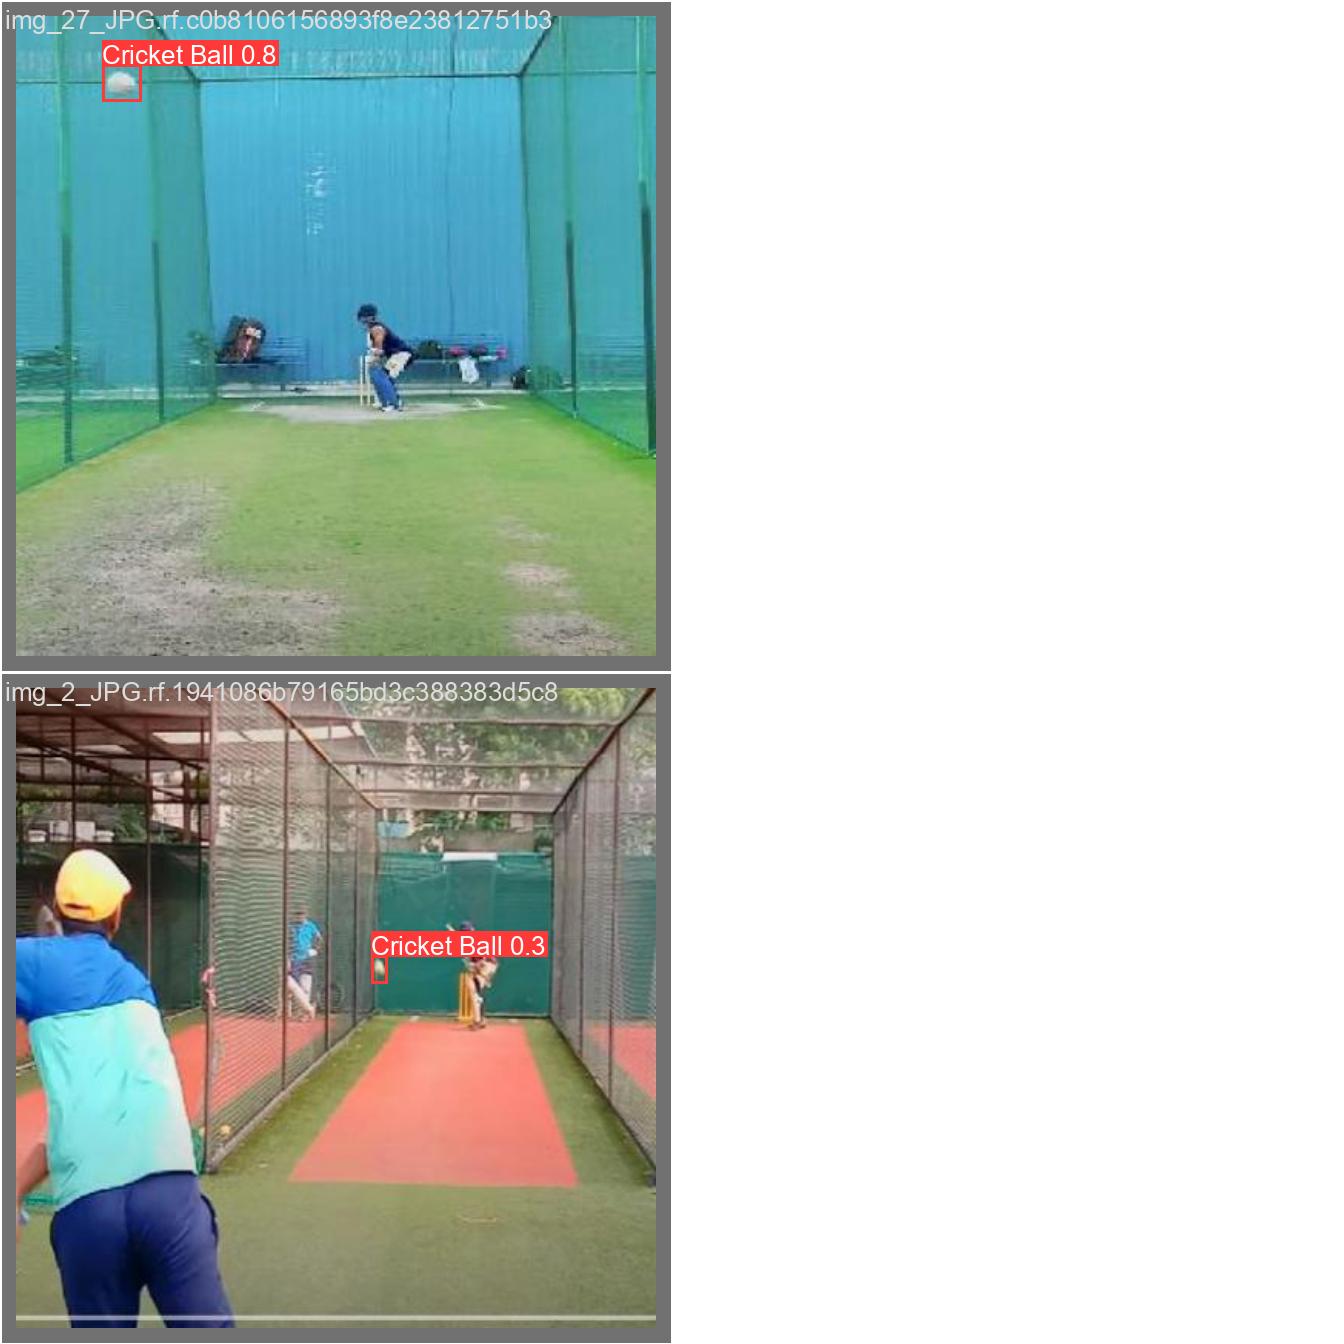 img_27_JPG.rf.c0b8106156893f8e23812751b3
Cricket Ball 0.8
img_2_JPG.rf.1941086b79165bd3c388383d5c8
Cricket Ball 0.3